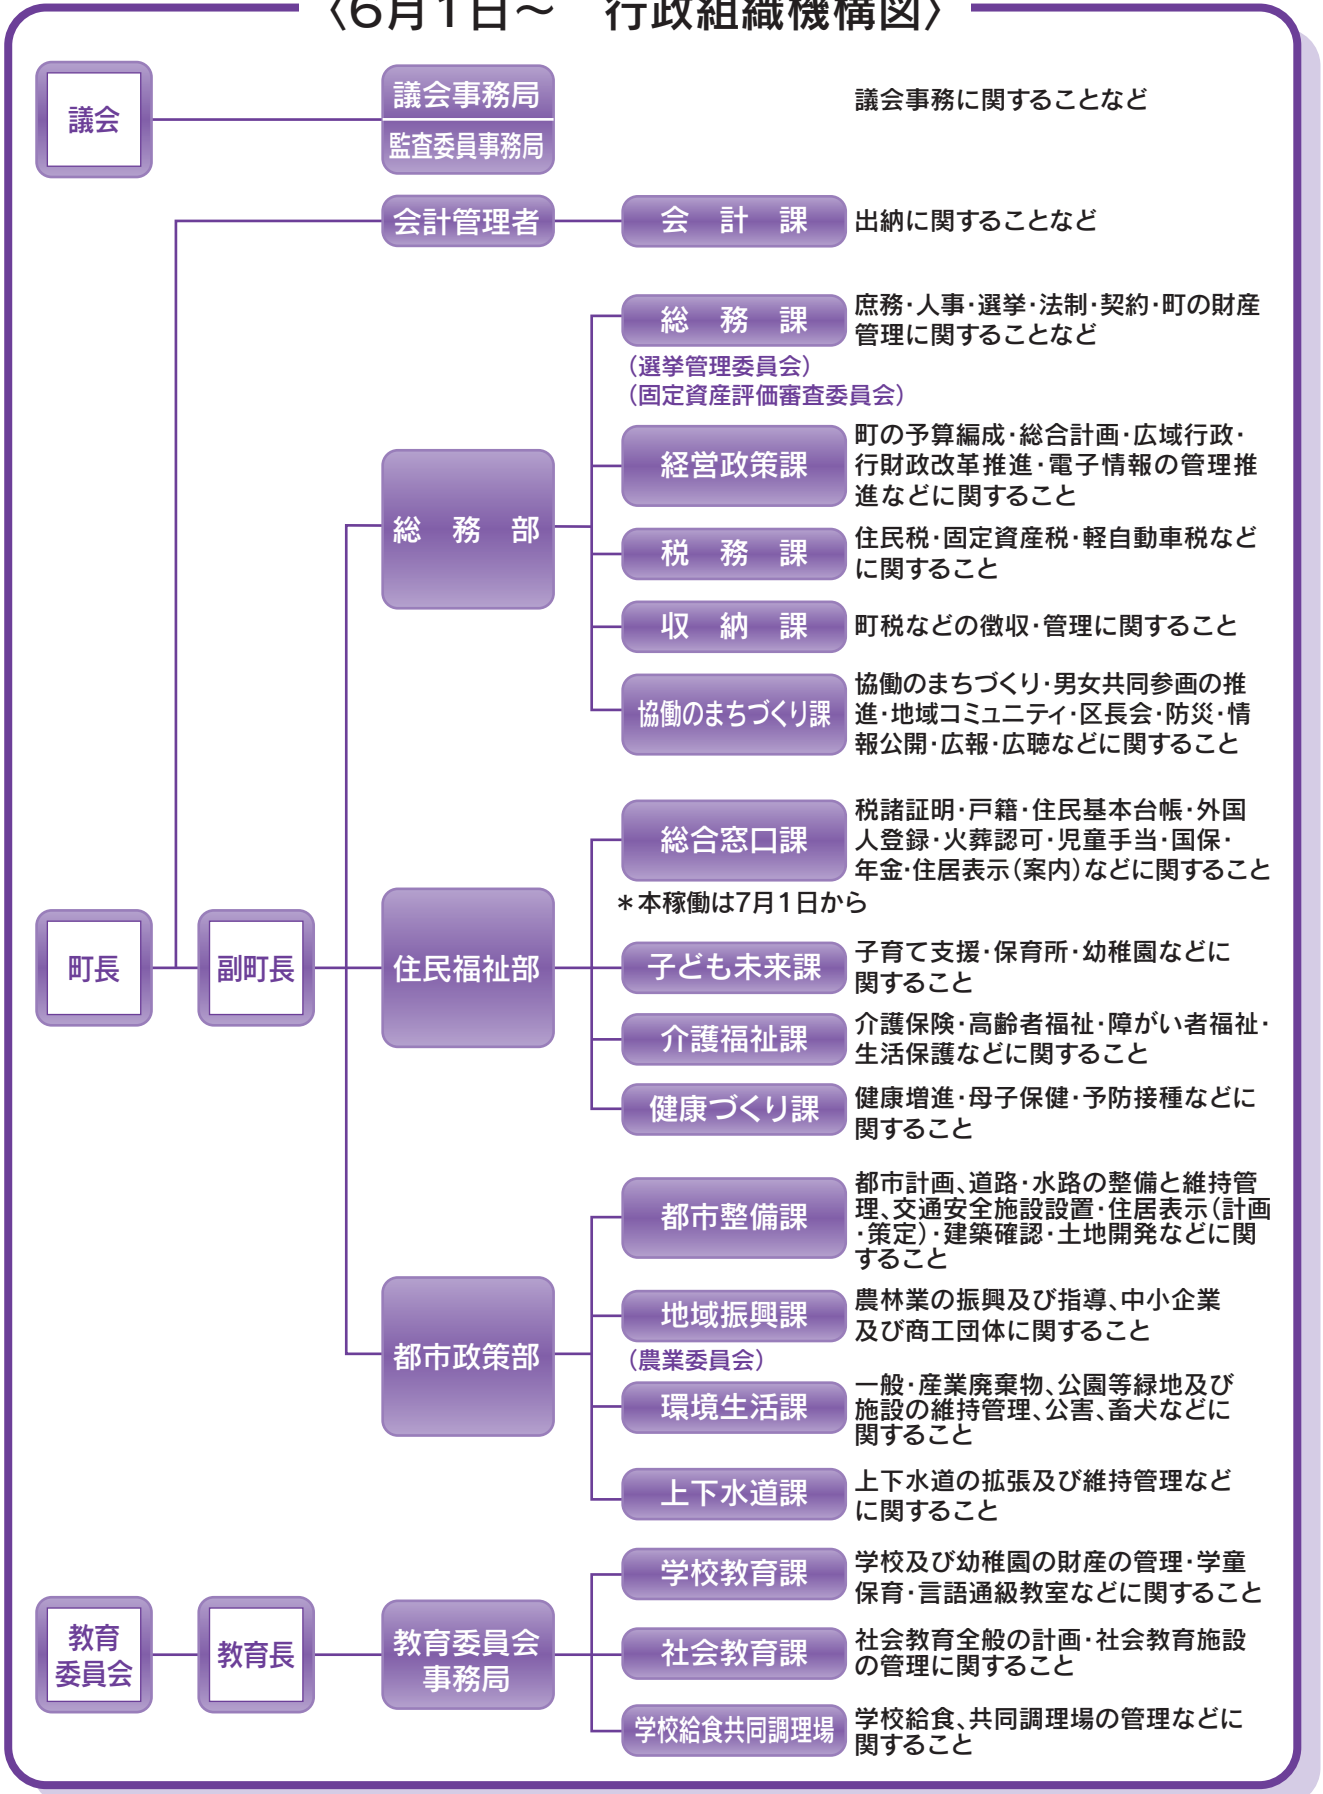 〈6月1日〜　行政組織機構図〉
議会
議会事務局
監査委員事務局
議会事務に関することなど
会計管理者
会　計　課
出納に関することなど
総　務　課
庶務・人事・選挙・法制・契約・町の財産
管理に関することなど
（選挙管理委員会）
（固定資産評価審査委員会）
経営政策課
町の予算編成・総合計画・広域行政・
行財政改革推進・電子情報の管理推
進などに関すること
総　務　部
税　務　課
住民税・固定資産税・軽自動車税など
に関すること
収　納　課
町税などの徴収・管理に関すること
協働のまちづくり課
協働のまちづくり・男女共同参画の推
進・地域コミュニティ・区長会・防災・情
報公開・広報・広聴などに関すること
総合窓口課
税諸証明・戸籍・住民基本台帳・外国
人登録・火葬認可・児童手当・国保・
年金・住居表示（案内）などに関すること
＊本稼働は7月1日から
町長
副町長
住民福祉部
子ども未来課
子育て支援・保育所・幼稚園などに
関すること
介護福祉課
介護保険・高齢者福祉・障がい者福祉・
生活保護などに関すること
健康づくり課
健康増進・母子保健・予防接種などに
関すること
都市整備課
都市計画、道路・水路の整備と維持管
理、交通安全施設設置・住居表示（計画
・策定）・建築確認・土地開発などに関
すること
地域振興課
農林業の振興及び指導、中小企業
及び商工団体に関すること
都市政策部
（農業委員会）
環境生活課
一般・産業廃棄物、公園等緑地及び
施設の維持管理、公害、畜犬などに
関すること
上下水道課
上下水道の拡張及び維持管理など
に関すること
学校教育課
学校及び幼稚園の財産の管理・学童
保育・言語通級教室などに関すること
教育
委員会
教育長
教育委員会
事務局
社会教育課
社会教育全般の計画・社会教育施設
の管理に関すること
学校給食共同調理場
学校給食、共同調理場の管理などに
関すること